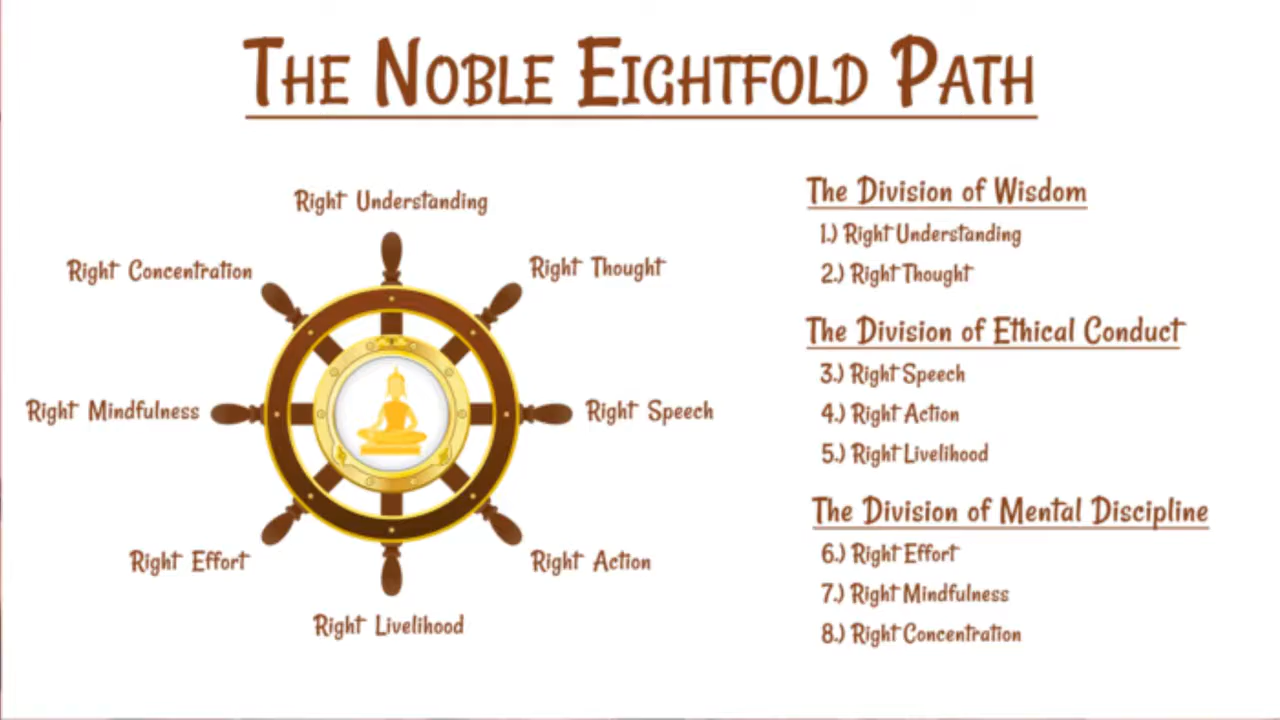 THE NOBLE EIGHTFOLD PATH
Right Understanding
Right Thought
Right Speech
Right Action
Right Livelihood
Right Effort
Right Mindfulness
Right Concentration
The Division of Wisdom
1.) Right Understanding
2.) Right Thought
The Division of Ethical Conduct
3.) Right Speech
4.) Right Action
5.) Right Livelihood
The Division of Mental Discipline
6.) Right Effort
7.) Right Mindfulness
8.) Right Concentration